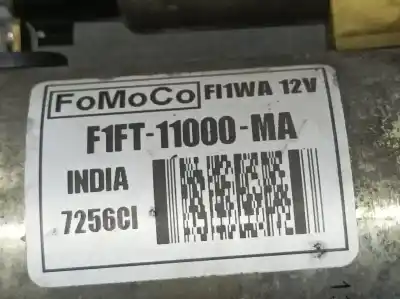 FoMoCo FI1WA 12V
F1FT-11000-MA
INDIA
7256CI